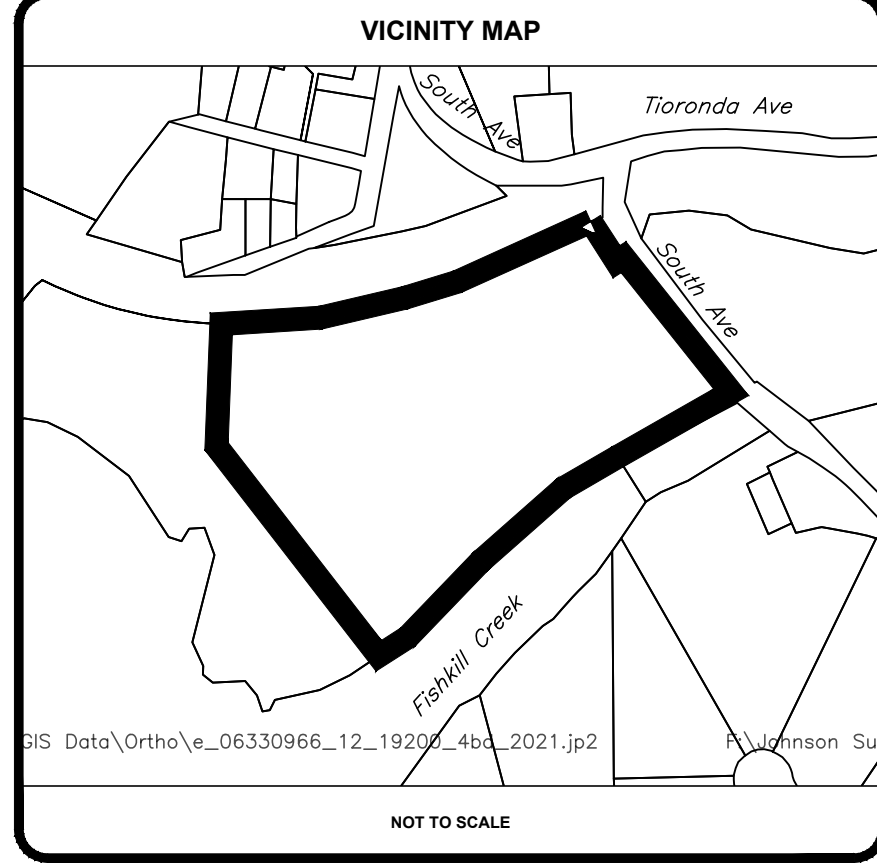 VICINITY MAP
South Ave
Tioronda Ave
South Ave
Fishkill Creek
GIS Data\Ortho\e_06330966_12_19200_4bd_2021.jp2
F:\Johnson Su
NOT TO SCALE